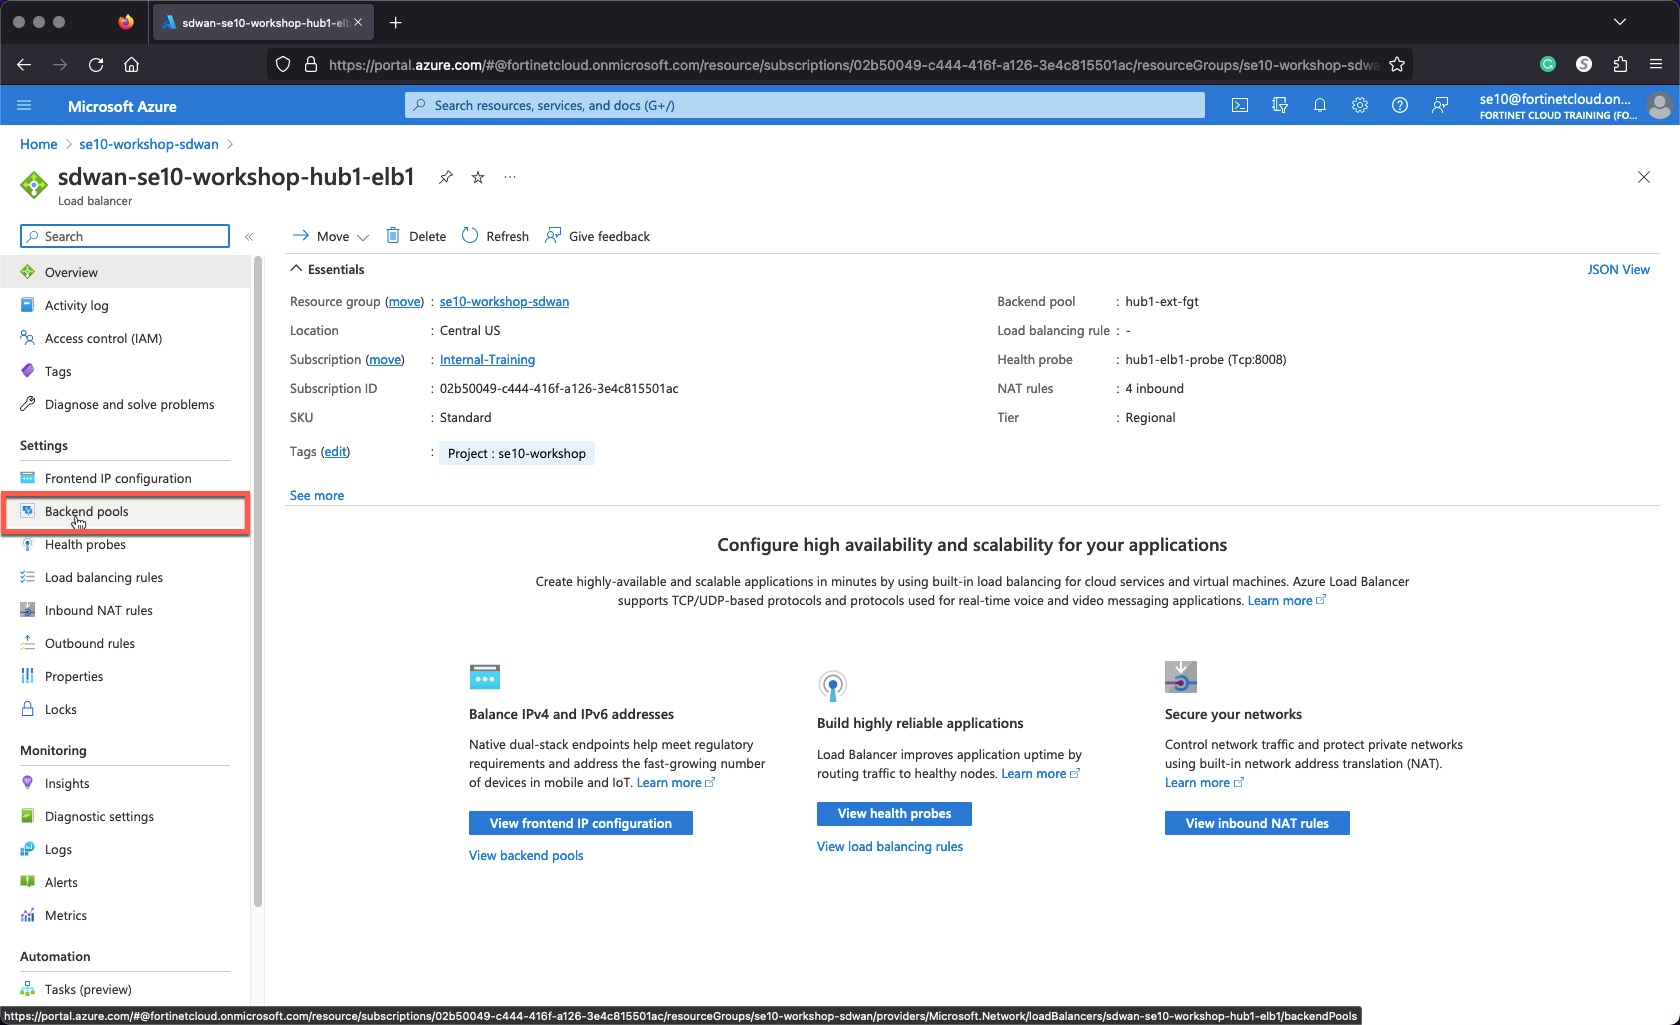 sdwan-se10-workshop-hub1-elb
https://portal.azure.com/#@fortinetcloud.onmicrosoft.com/resource/subscriptions/02b50049-c444-416f-a126-3e4c815501ac/resourceGroups/se10-workshop-sdwa
Microsoft Azure
Search resources, services, and docs (G+/)
se10@fortinetcloud.on...
FORTINET CLOUD TRAINING (FO...
Home > se10-workshop-sdwan >
sdwan-se10-workshop-hub1-elb1
Load balancer
Search
Move
Delete
Refresh
Give feedback
Overview
Activity log
Access control (IAM)
Tags
Diagnose and solve problems
Settings
Frontend IP configuration
Backend pools
Health probes
Load balancing rules
Inbound NAT rules
Outbound rules
Properties
Locks
Monitoring
Insights
Diagnostic settings
Logs
Alerts
Metrics
Automation
Tasks (preview)
Essentials
JSON View
Resource group (move) : se10-workshop-sdwan
Location : Central US
Subscription (move) : Internal-Training
Subscription ID : 02b50049-c444-416f-a126-3e4c815501ac
SKU : Standard
Tags (edit) : Project : se10-workshop
See more
Backend pool : hub1-ext-fgt
Load balancing rule : -
Health probe : hub1-elb1-probe (Tcp:8008)
NAT rules : 4 inbound
Tier : Regional
Configure high availability and scalability for your applications
Create highly-available and scalable applications in minutes by using built-in load balancing for cloud services and virtual machines. Azure Load Balancer
supports TCP/UDP-based protocols and protocols used for real-time voice and video messaging applications. Learn more
Balance IPv4 and IPv6 addresses
Native dual-stack endpoints help meet regulatory
requirements and address the fast-growing number
of devices in mobile and IoT. Learn more
View frontend IP configuration
View backend pools
Build highly reliable applications
Load Balancer improves application uptime by
routing traffic to healthy nodes. Learn more
View health probes
View load balancing rules
Secure your networks
Control network traffic and protect private networks
using built-in network address translation (NAT).
Learn more
View inbound NAT rules
https://portal.azure.com/#@fortinetcloud.onmicrosoft.com/resource/subscriptions/02b50049-c444-416f-a126-3e4c815501ac/resourceGroups/se10-workshop-sdwan/providers/Microsoft.Network/loadBalancers/sdwan-se10-workshop-hub1-elb1/backendPools